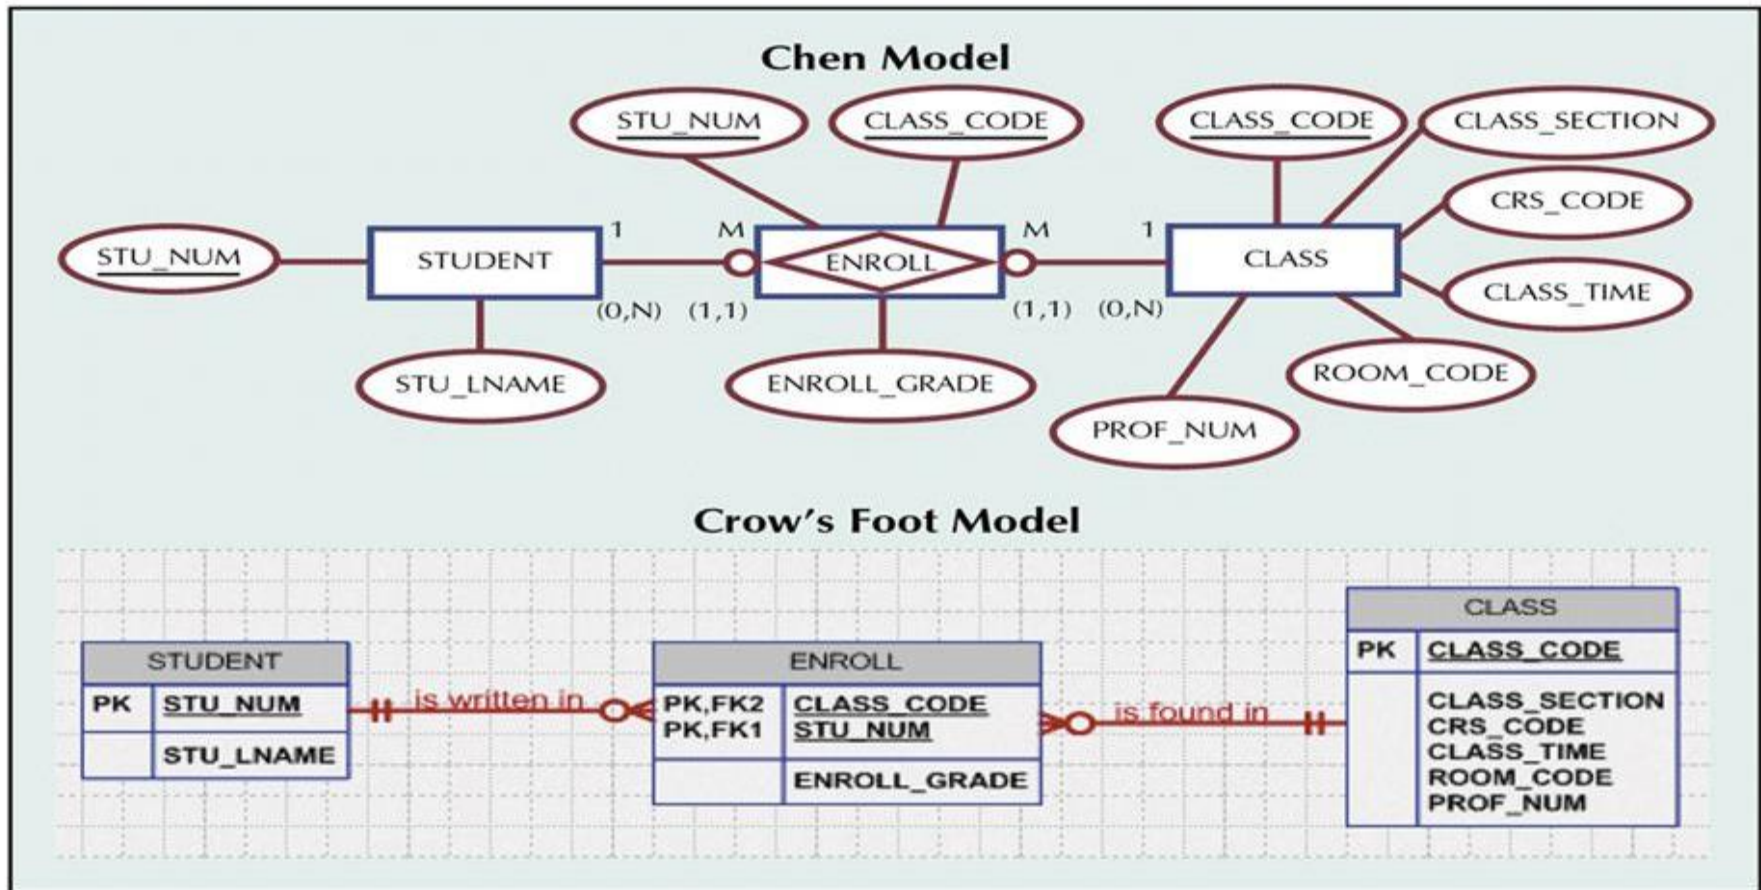 Chen Model
STU_NUM CLASS_CODE CLASS_CODE CLASS_SECTION
CRS_CODE
1 M M 1
STU_NUM STUDENT ENROLL CLASS
CLASS_TIME
(0,N) (1,1) (1,1) (0,N)
STU_LNAME ENROLL_GRADE ROOM_CODE
PROF_NUM
Crow's Foot Model
STUDENT
PK STU_NUM
STU_LNAME
is written in
ENROLL
PK,FK2 CLASS_CODE
PK,FK1 STU_NUM
ENROLL_GRADE
is found in
CLASS
PK CLASS_CODE
CLASS_SECTION
CRS_CODE
CLASS_TIME
ROOM_CODE
PROF_NUM